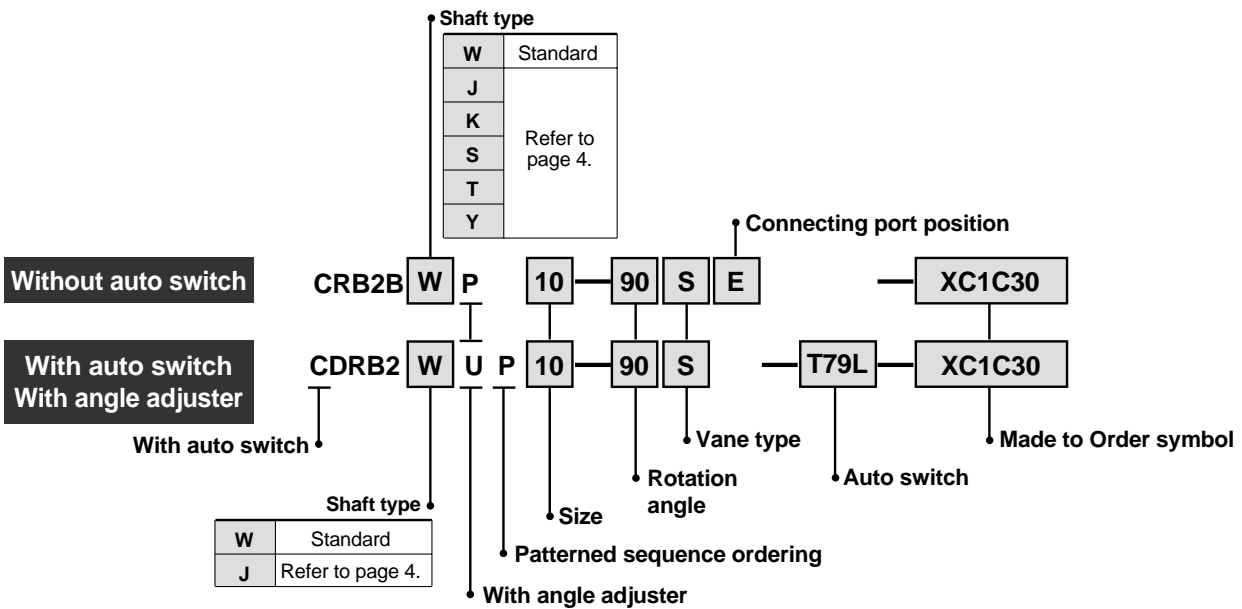 Shaft type
W Standard
J
K
S
T
Y
Refer to
page 4.
Connecting port position
Without auto switch CRB2B W P 10 — 90 S E — XC1C30
With auto switch
With angle adjuster
CDRB2 W U P 10 — 90 S — T79L — XC1C30
With auto switch
Vane type
Made to Order symbol
Rotation
angle
Auto switch
Shaft type
Size
W Standard
J Refer to page 4.
Patterned sequence ordering
With angle adjuster